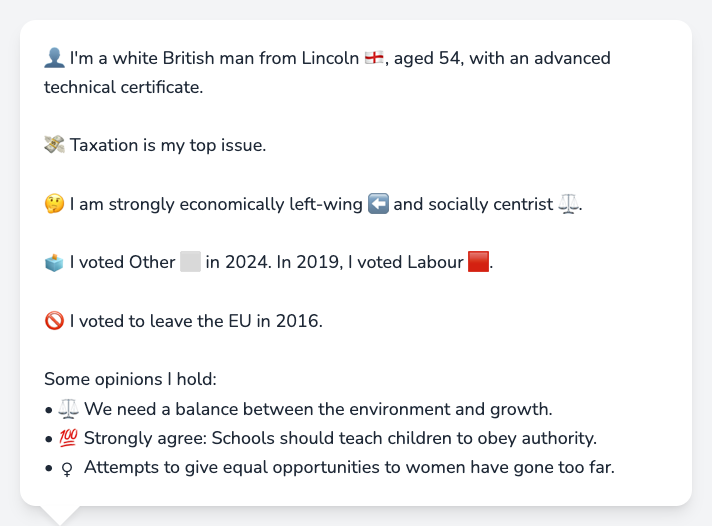 👤 I'm a white British man from Lincoln 🏴󠁧󠁢󠁥󠁮󠁧󠁿, aged 54, with an advanced
technical certificate.
💸 Taxation is my top issue.
🤔 I am strongly economically left-wing ⬅️ and socially centrist ⚖️.
🗳️ I voted Other ⬜ in 2024. In 2019, I voted Labour 🟥.
🚫 I voted to leave the EU in 2016.
Some opinions I hold:
• ⚖️ We need a balance between the environment and growth.
• 💯 Strongly agree: Schools should teach children to obey authority.
• ♀ Attempts to give equal opportunities to women have gone too far.